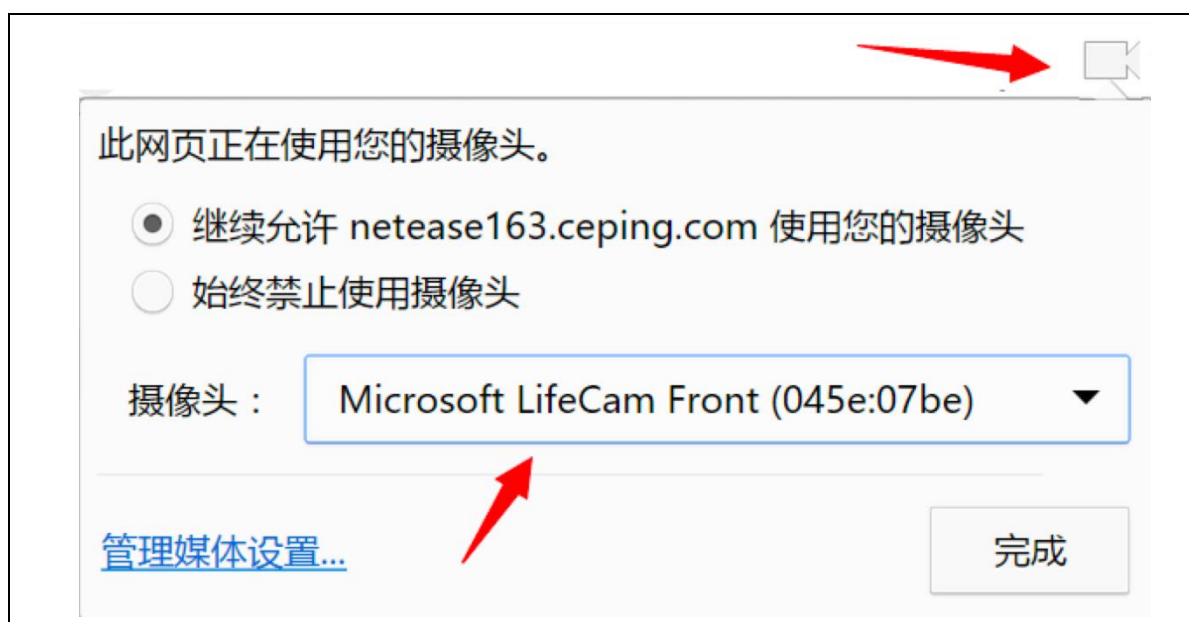 此网页正在使用您的摄像头。
继续允许 netease163.ceping.com 使用您的摄像头
始终禁止使用摄像头
摄像头： Microsoft LifeCam Front (045e:07be)
管理媒体设置... 完成